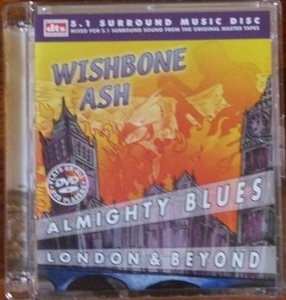 dts 5.1 SURROUND MUSIC DISC
MIXED FOR 5.1 SURROUND SOUND FROM THE ORIGINAL MASTER TAPES
WISHBONE
ASH
DVD
ALMIGHTY BLUES
LONDON & BEYOND